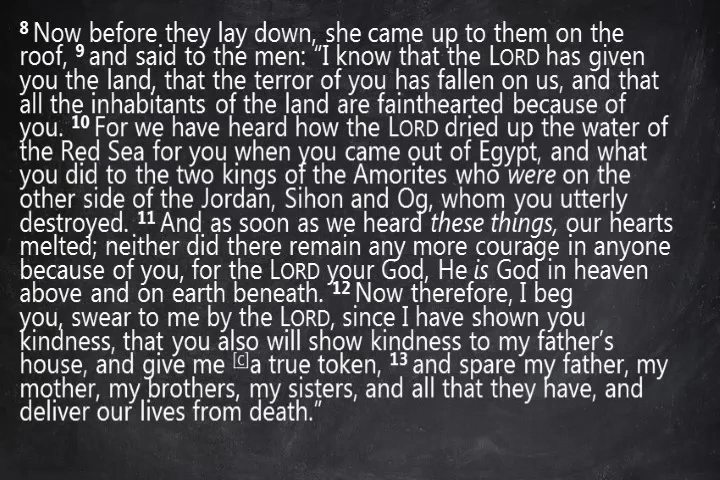 8 Now before they lay down, she came up to them on the
roof, 9 and said to the men: “I know that the LORD has given
you the land, that the terror of you has fallen on us, and that
all the inhabitants of the land are fainthearted because of
you. 10 For we have heard how the LORD dried up the water of
the Red Sea for you when you came out of Egypt, and what
you did to the two kings of the Amorites who were on the
other side of the Jordan, Sihon and Og, whom you utterly
destroyed. 11 And as soon as we heard these things, our hearts
melted; neither did there remain any more courage in anyone
because of you, for the LORD your God, He is God in heaven
above and on earth beneath. 12 Now therefore, I beg
you, swear to me by the LORD, since I have shown you
kindness, that you also will show kindness to my father’s
house, and give me [c]a true token, 13 and spare my father, my
mother, my brothers, my sisters, and all that they have, and
deliver our lives from death.”